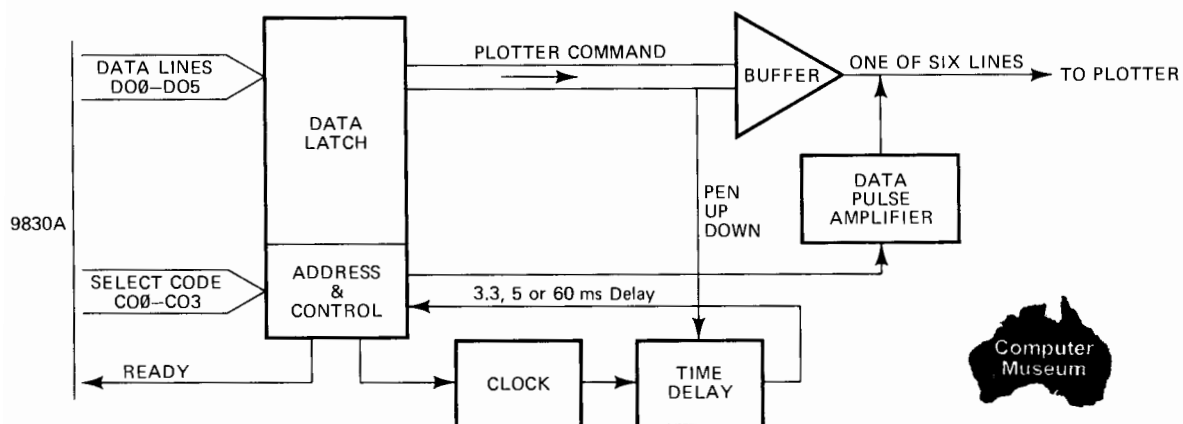 DATA LINES
DOØ–DO5
DATA
LATCH
PLOTTER COMMAND
BUFFER
ONE OF SIX LINES
TO PLOTTER
DATA
PULSE
AMPLIFIER
PEN
UP
DOWN
9830A
SELECT CODE
COØ–CO3
ADDRESS
&
CONTROL
3.3, 5 or 60 ms Delay
READY
CLOCK
TIME
DELAY
Computer
Museum